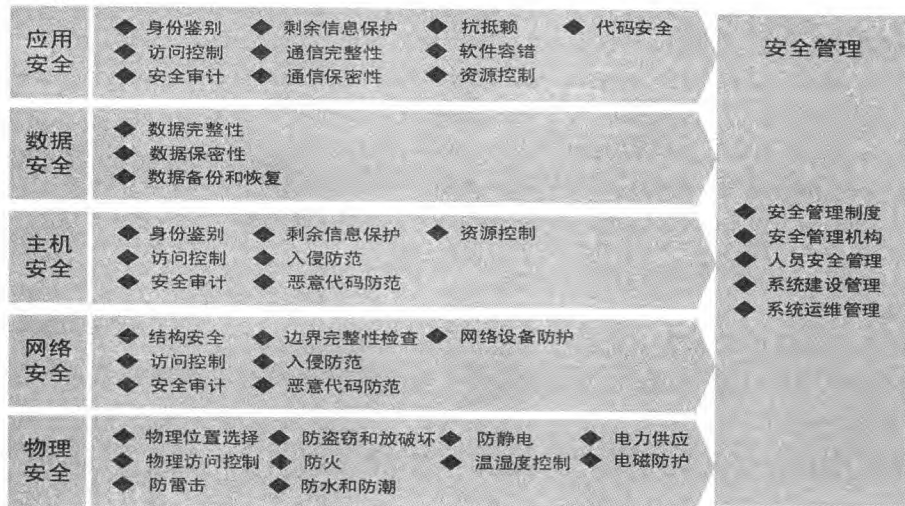 应用
安全
◆ 身份鉴别 ◆ 剩余信息保护 ◆ 抗抵赖 ◆ 代码安全
◆ 访问控制 ◆ 通信完整性 ◆ 软件容错
◆ 安全审计 ◆ 通信保密性 ◆ 资源控制
数据
安全
◆ 数据完整性
◆ 数据保密性
◆ 数据备份和恢复
主机
安全
◆ 身份鉴别 ◆ 剩余信息保护 ◆ 资源控制
◆ 访问控制 ◆ 入侵防范
◆ 安全审计 ◆ 恶意代码防范
网络
安全
◆ 结构安全 ◆ 边界完整性检查 ◆ 网络设备防护
◆ 访问控制 ◆ 入侵防范
◆ 安全审计 ◆ 恶意代码防范
物理
安全
◆ 物理位置选择 ◆ 防盗窃和放破坏 ◆ 防静电 ◆ 电力供应
◆ 物理访问控制 ◆ 防火 ◆ 温湿度控制 ◆ 电磁防护
◆ 防雷击 ◆ 防水和防潮
安全管理
◆ 安全管理制度
◆ 安全管理机构
◆ 人员安全管理
◆ 系统建设管理
◆ 系统运维管理